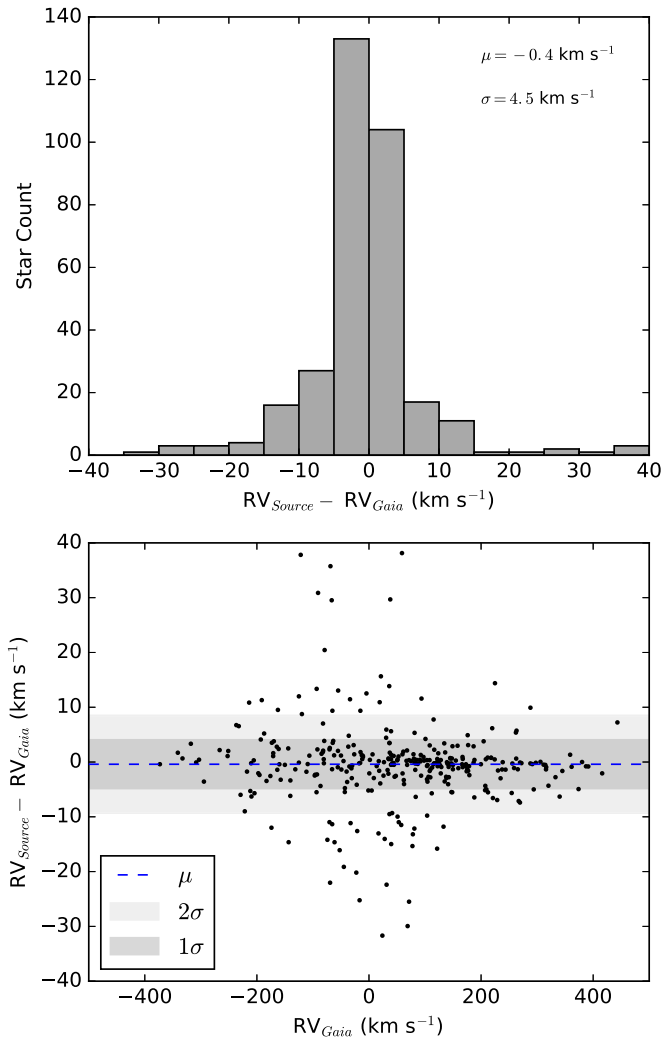 140
120
100
80
60
40
20
0
Star Count
μ = −0.4 km s⁻¹
σ = 4.5 km s⁻¹
−40 −30 −20 −10 0 10 20 30 40
RV_Source − RV_Gaia (km s⁻¹)
40
30
20
10
0
−10
−20
−30
−40
RV_Source − RV_Gaia (km s⁻¹)
μ
2σ
1σ
−400 −200 0 200 400
RV_Gaia (km s⁻¹)